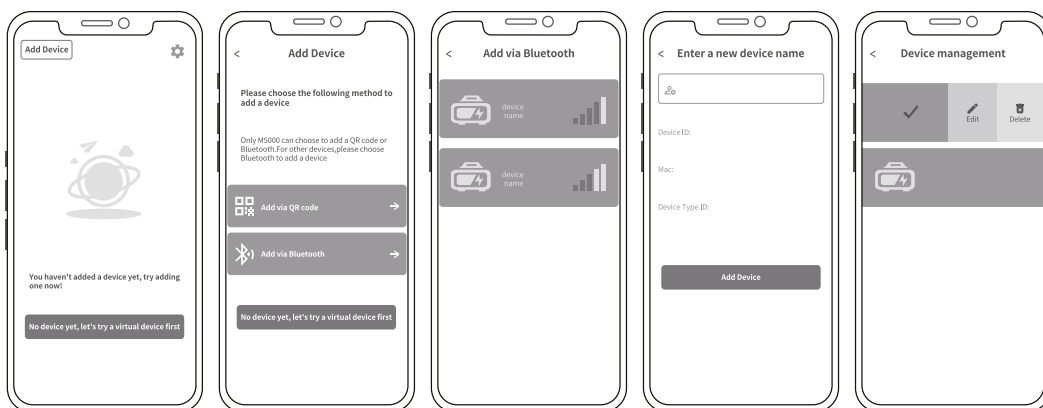 Add Device
You haven't added a device yet, try adding
one now!
No device yet, let's try a virtual device first
<
Add Device
Please choose the following method to
add a device
Only M5000 can choose to add a QR code or
Bluetooth.For other devices,please choose
Bluetooth to add a device
Add via QR code
Add via Bluetooth
No device yet, let's try a virtual device first
<
Add via Bluetooth
device
name
device
name
<
Enter a new device name
Device ID:
Mac:
Device Type ID:
Add Device
<
Device management
Edit
Delete